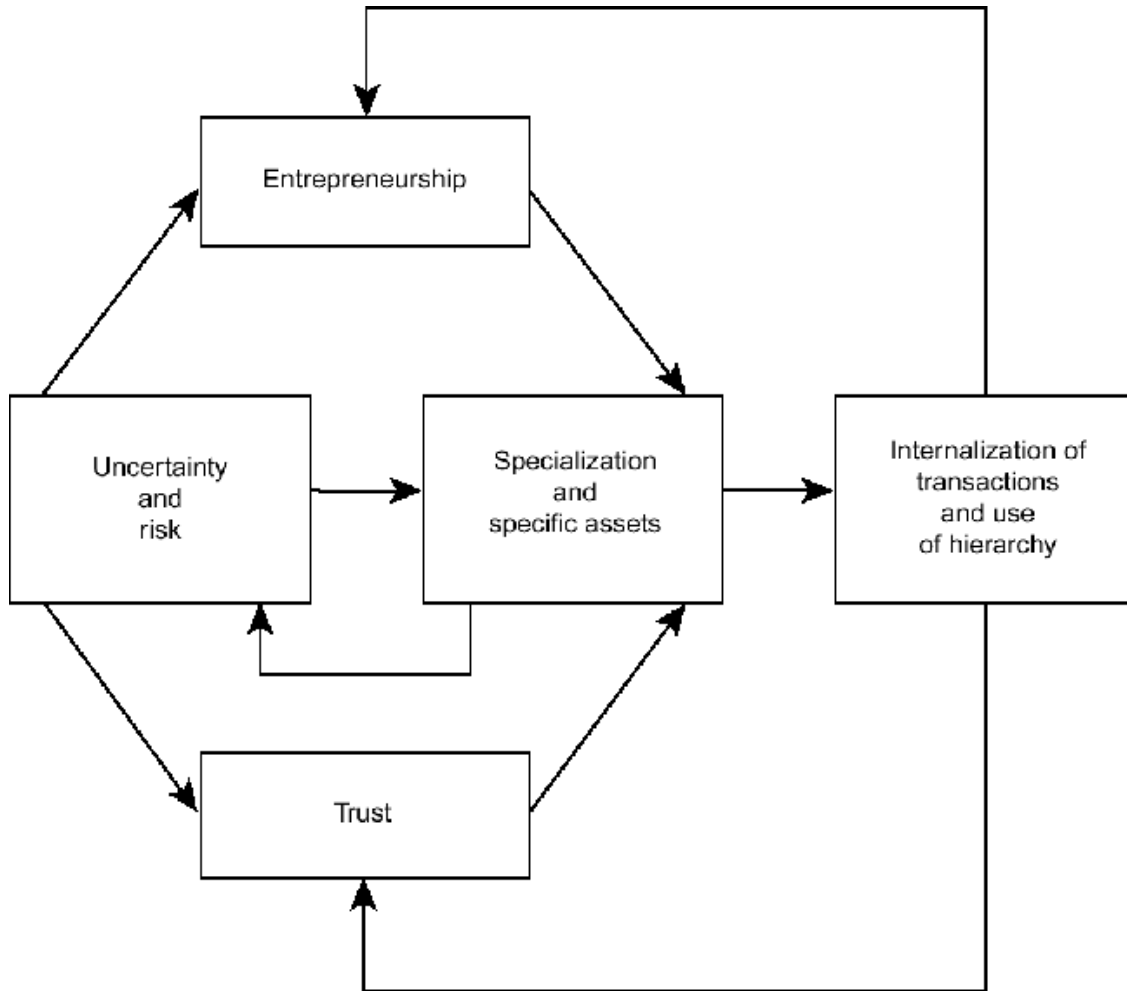 Entrepreneurship
Uncertainty
and
risk
Specialization
and
specific assets
Internalization of
transactions
and use
of hierarchy
Trust